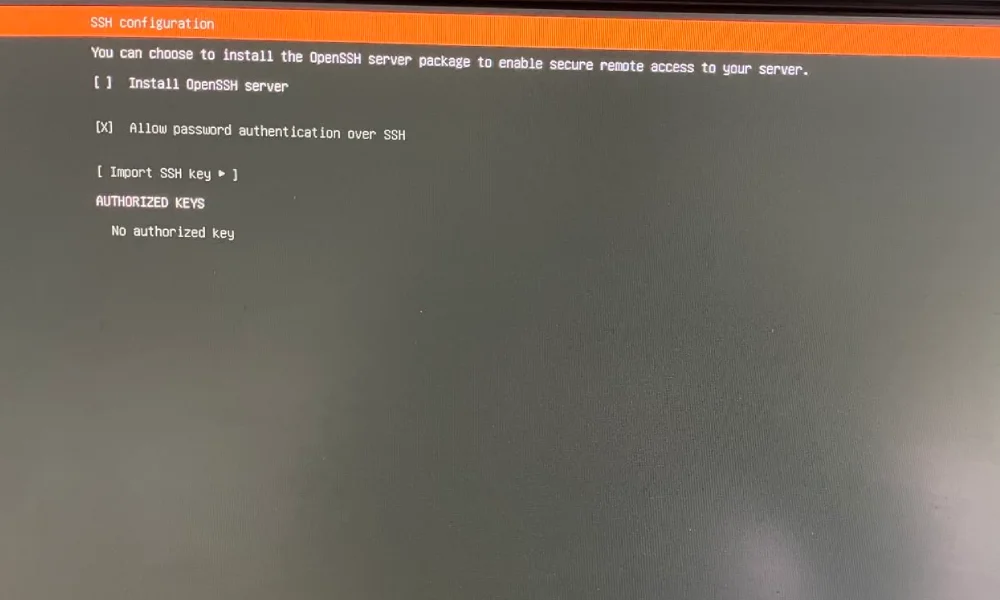 SSH configuration
You can choose to install the OpenSSH server package to enable secure remote access to your server.
[ ] Install OpenSSH server
[X] Allow password authentication over SSH
[ Import SSH key ▸ ]
AUTHORIZED KEYS
No authorized key